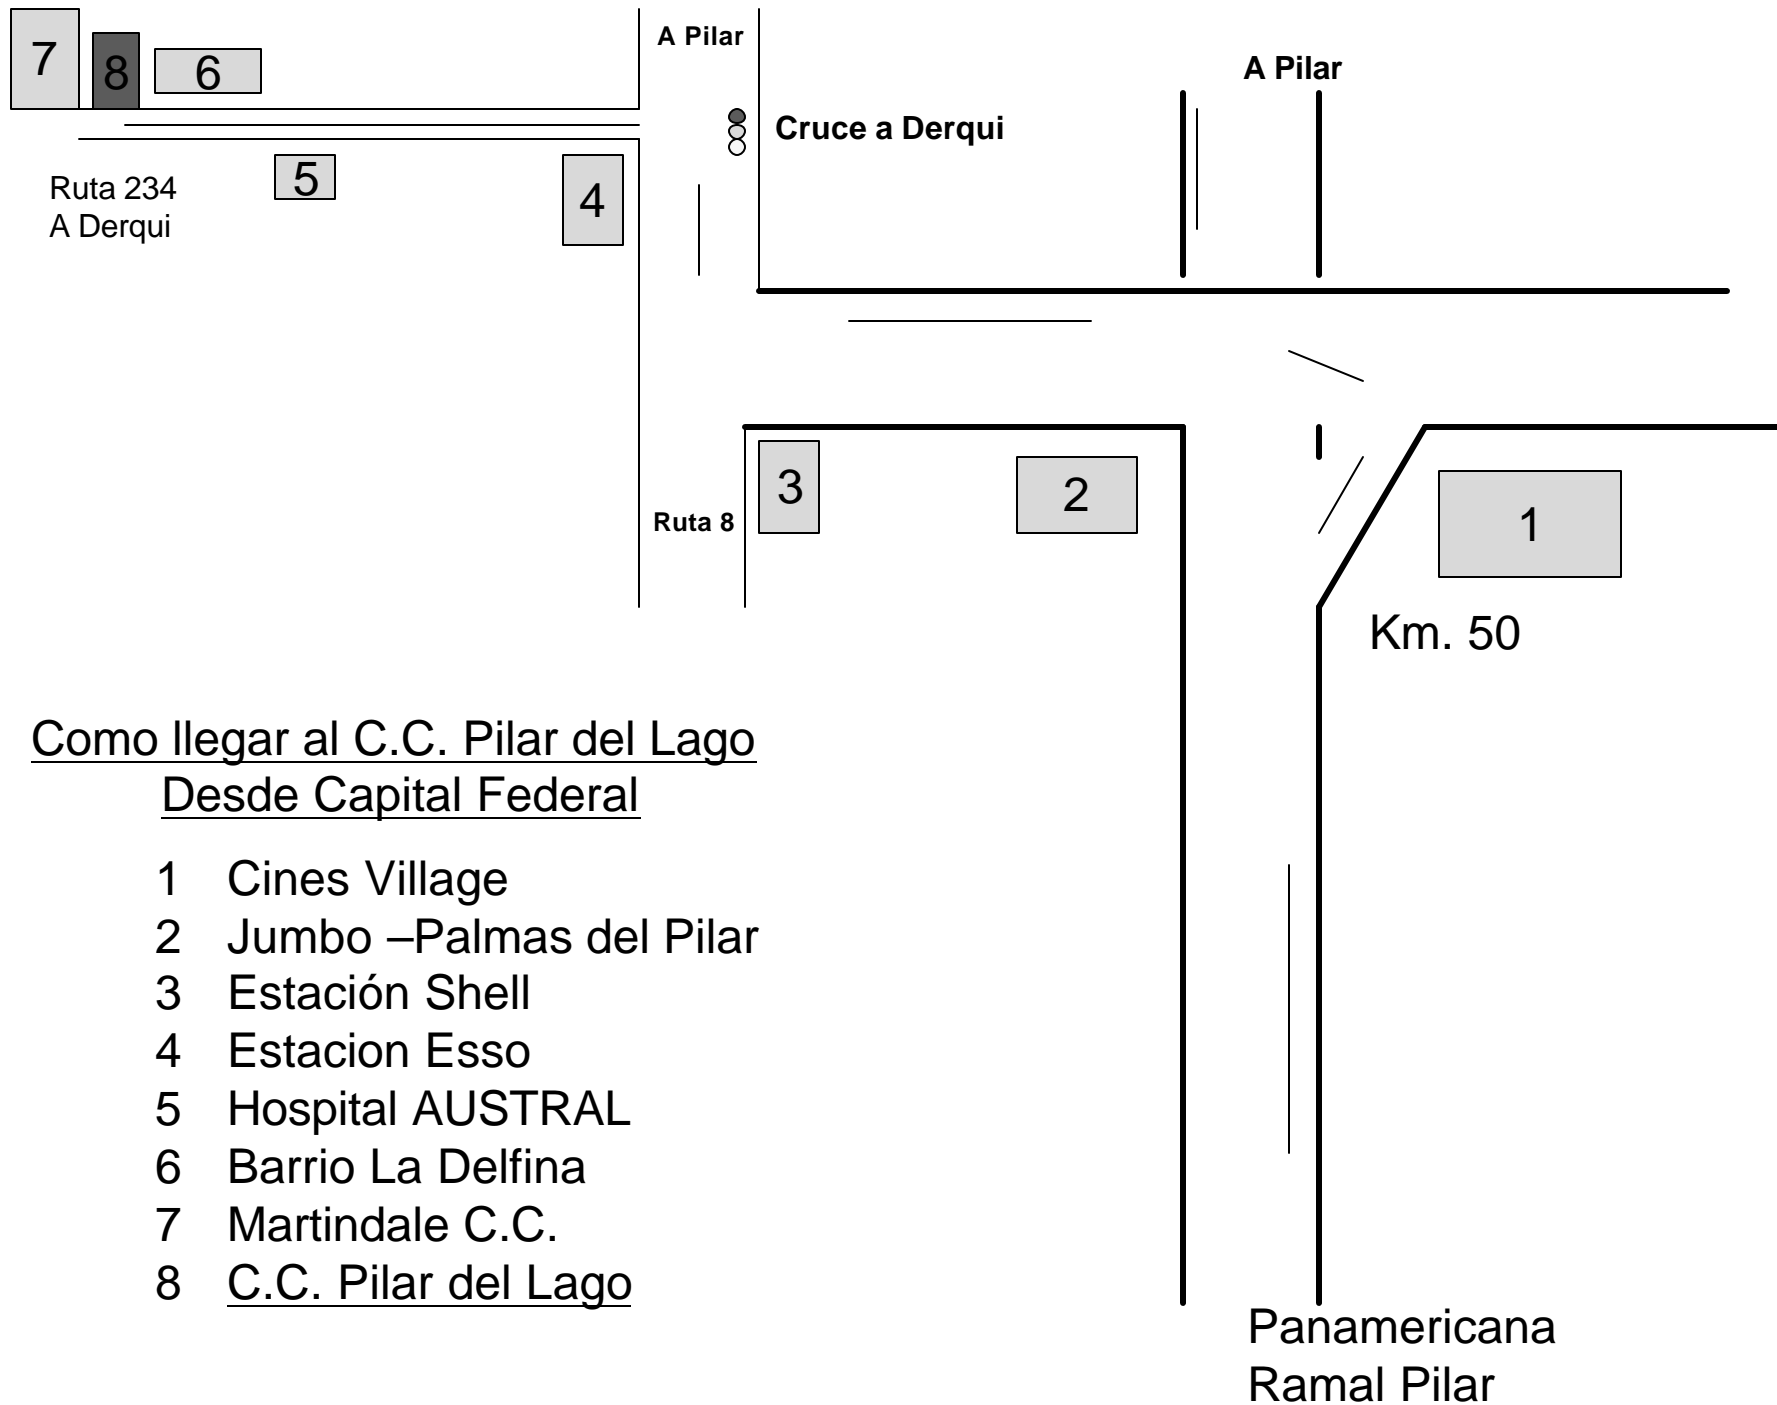 7
8
6
A Pilar
A Pilar
Cruce a Derqui
5
4
Ruta 234
A Derqui
3
2
1
Ruta 8
Km. 50
Como llegar al C.C. Pilar del Lago
Desde Capital Federal
1 Cines Village
2 Jumbo –Palmas del Pilar
3 Estación Shell
4 Estacion Esso
5 Hospital AUSTRAL
6 Barrio La Delfina
7 Martindale C.C.
8 C.C. Pilar del Lago
Panamericana
Ramal Pilar